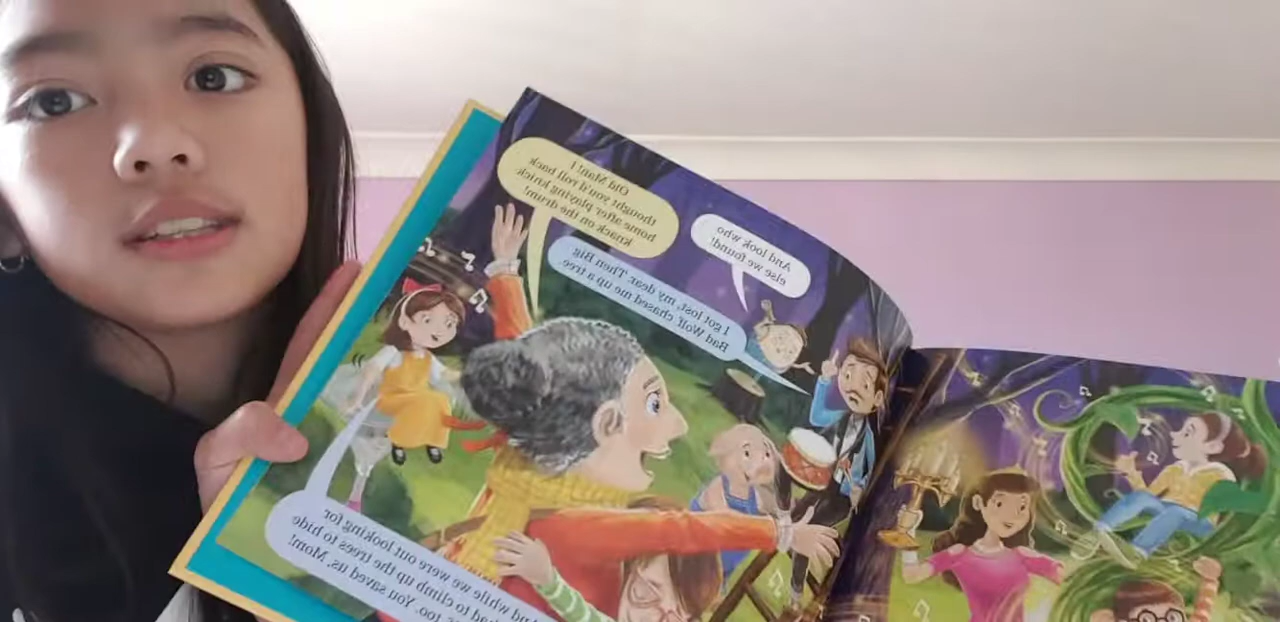 Old Man! I
thought you'd roll back
home after playing knick
knack on the drum!
And look who
else we found!
I got lost, my dear. Then Big
Bad Wolf chased me up a tree.
And while we were out looking for
had to climb up the trees to hide
too. You saved us, Mom!